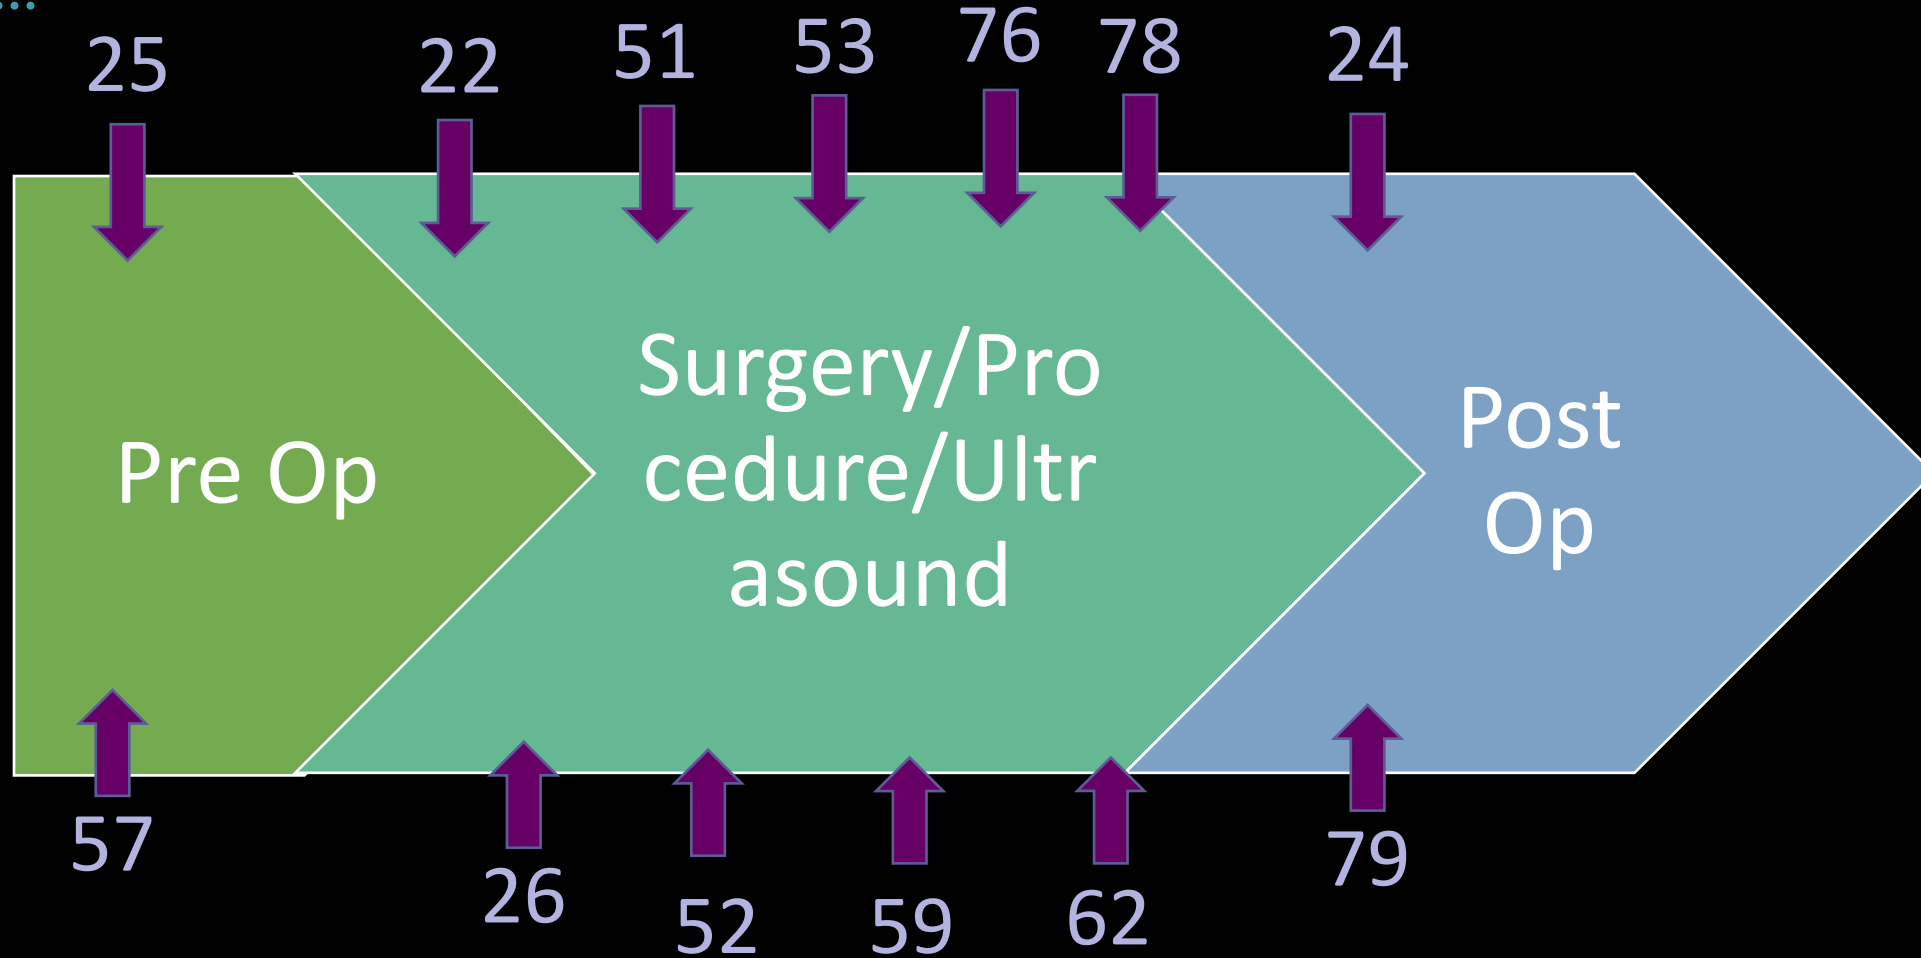 25 22 51 53 76 78 24
Pre Op
Surgery/Pro
cedure/Ultr
asound
Post
Op
57 26 52 59 62 79